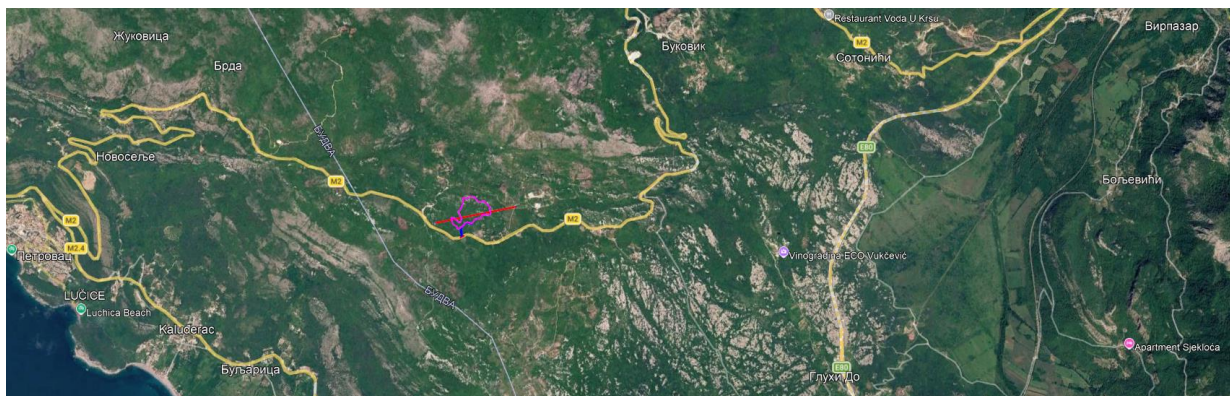 Restaurant Voda U Krsu
Жуковица
Вирпазар
M2
Буковик
Сотонићи
Брда
БУДВА
E80
Новосеље
Бољевићи
M2
M2
M2
M2.4
Петровац
Vinogradina ECO Vukčević
LUČICE
БУДВА
Luchica Beach
Kaluđerac
Apartment Sjekloća
Буљарица
E80
Глухи До